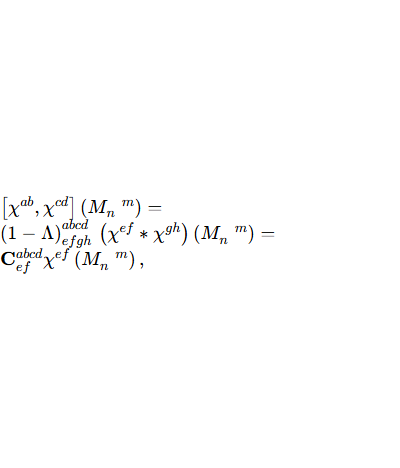 [χ^{ab}, χ^{cd}] (M_n{}^m) =
(1 − Λ)^{abcd}_{efgh} (χ^{ef} ∗ χ^{gh}) (M_n{}^m) =
𝐂^{abcd}_{ef} χ^{ef} (M_n{}^m) ,